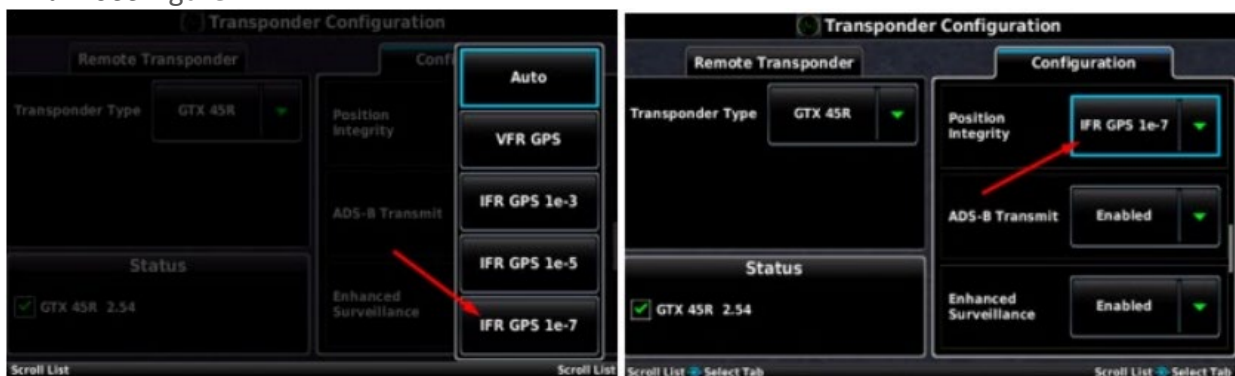 Transponder Configuration
Remote Transponder
Transponder Type
GTX 45R
Position
Integrity
ADS-B Transmit
Enhanced
Surveillance
Auto
VFR GPS
IFR GPS 1e-3
IFR GPS 1e-5
IFR GPS 1e-7
Status
GTX 45R 2.54
Scroll List
Scroll List
Transponder Configuration
Remote Transponder
Configuration
Transponder Type
GTX 45R
Position
Integrity
IFR GPS 1e-7
ADS-B Transmit
Enabled
Enhanced
Surveillance
Enabled
Status
GTX 45R 2.54
Scroll List Select Tab
Scroll List Select Tab